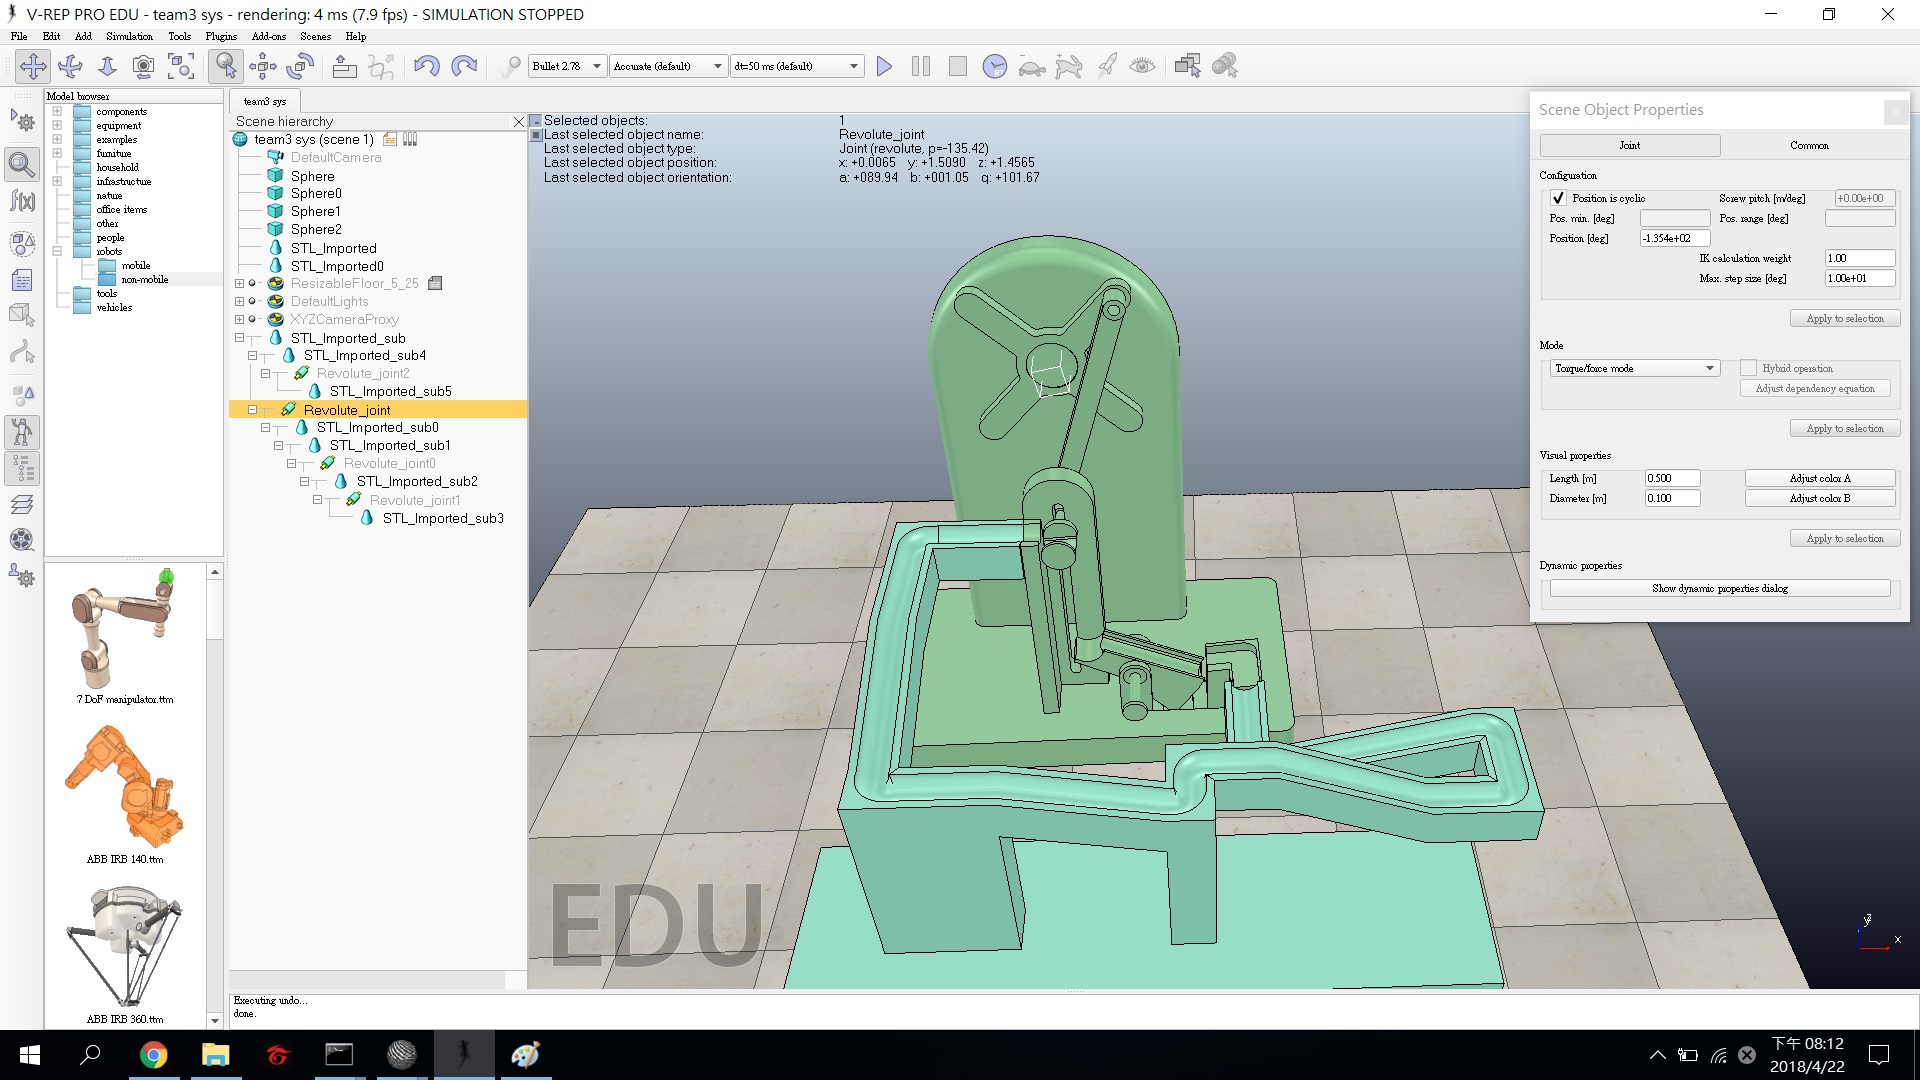 V-REP PRO EDU - team3 sys - rendering: 4 ms (7.9 fps) - SIMULATION STOPPED
File Edit Add Simulation Tools Plugins Add-ons Scenes Help
Bullet 2.78 Accurate (default) dt=50 ms (default)
Model browser
components
equipment
examples
furniture
household
infrastructure
nature
office items
other
people
robots
mobile
non-mobile
tools
vehicles
7 DoF manipulator.ttm
ABB IRB 140.ttm
ABB IRB 360.ttm
team3 sys
Scene hierarchy
team3 sys (scene 1)
DefaultCamera
Sphere
Sphere0
Sphere1
Sphere2
STL_Imported
STL_Imported0
ResizableFloor_5_25
DefaultLights
XYZCameraProxy
STL_Imported_sub
STL_Imported_sub4
Revolute_joint2
STL_Imported_sub5
Revolute_joint
STL_Imported_sub0
STL_Imported_sub1
Revolute_joint0
STL_Imported_sub2
Revolute_joint1
STL_Imported_sub3
Selected objects: 1
Last selected object name: Revolute_joint
Last selected object type: Joint (revolute, p=-135.42)
Last selected object position: x: +0.0065 y: +1.5090 z: +1.4565
Last selected object orientation: a: +089.94 b: +001.05 q: +101.67
EDU
x
Scene Object Properties
Joint Common
Configuration
Position is cyclic Screw pitch [m/deg] +0.00e+00
Pos. min. [deg] Pos. range [deg]
Position [deg] -1.354e+02
IK calculation weight 1.00
Max. step size [deg] 1.00e+01
Apply to selection
Mode
Torque/force mode Hybrid operation
Adjust dependency equation
Apply to selection
Visual properties
Length [m] 0.500 Adjust color A
Diameter [m] 0.100 Adjust color B
Apply to selection
Dynamic properties
Show dynamic properties dialog
Executing undo...
done.
下午 08:12
2018/4/22